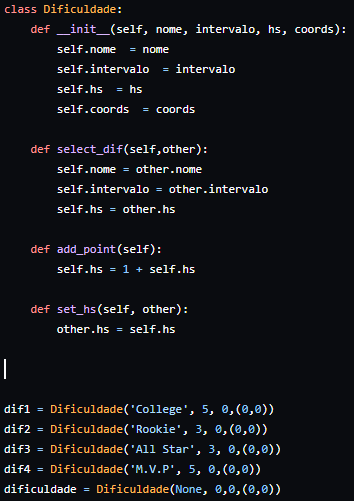 class Dificuldade:
    def __init__(self, nome, intervalo, hs, coords):
        self.nome  = nome
        self.intervalo  = intervalo
        self.hs  = hs
        self.coords  = coords

    def select_dif(self,other):
        self.nome = other.nome
        self.intervalo = other.intervalo
        self.hs = other.hs

    def add_point(self):
        self.hs = 1 + self.hs

    def set_hs(self, other):
        other.hs = self.hs

dif1 = Dificuldade('College', 5, 0,(0,0))
dif2 = Dificuldade('Rookie', 3, 0,(0,0))
dif3 = Dificuldade('All Star', 3, 0,(0,0))
dif4 = Dificuldade('M.V.P', 5, 0,(0,0))
dificuldade = Dificuldade(None, 0,0,(0,0))